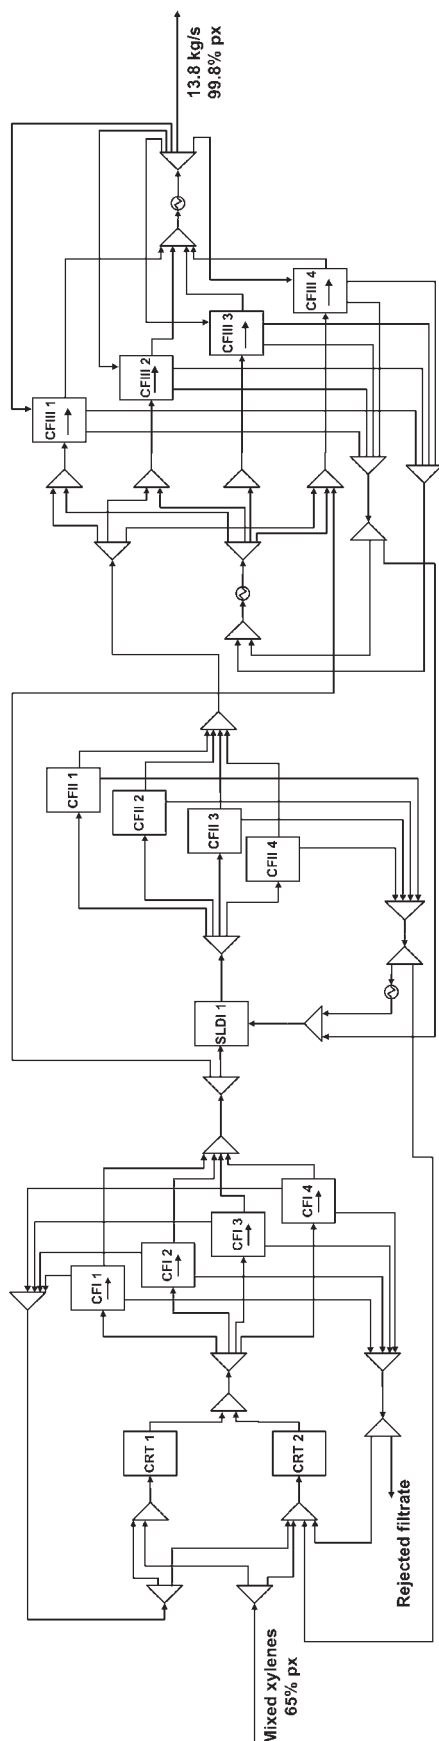 Mixed xylenes
65% px
CRT 1
CRT 2
Rejected filtrate
CFI 1
CFI 2
CFI 3
CFI 4
SLDI 1
CFII 1
CFII 2
CFII 3
CFII 4
CFIII 1
CFIII 2
CFIII 3
CFIII 4
13.8 kg/s
99.8% px